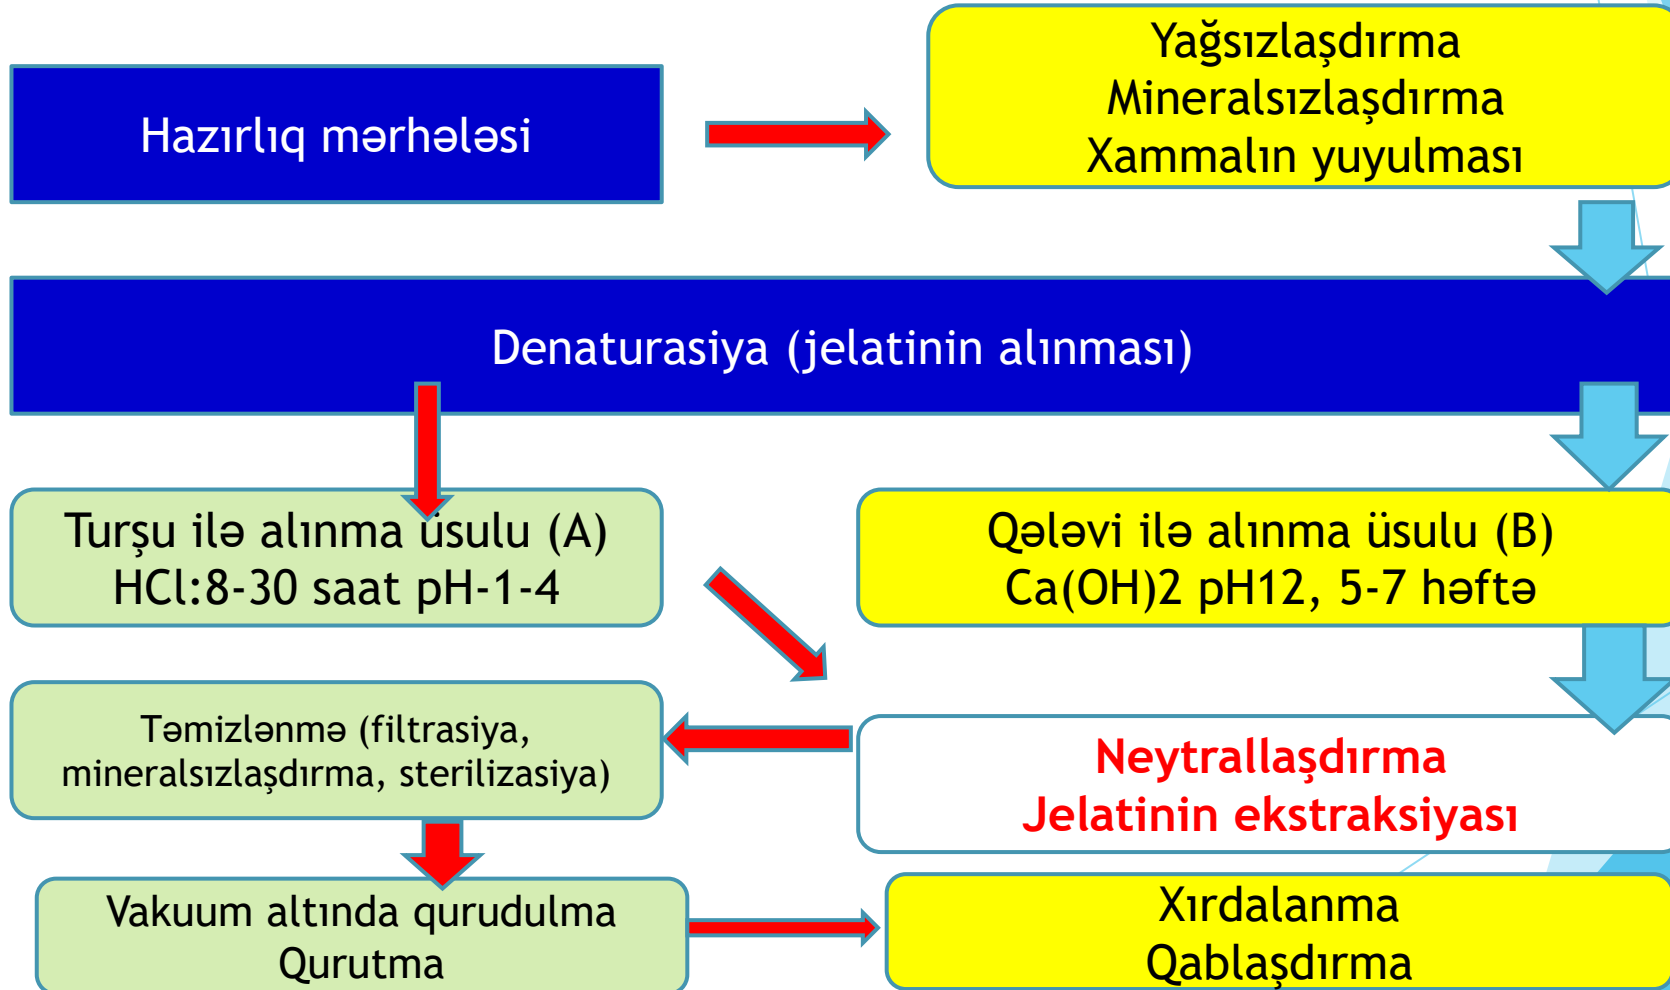 Hazırlıq mərhələsi
Yağsızlaşdırma
Mineralsızlaşdırma
Xammalın yuyulması
Denaturasiya (jelatinin alınması)
Turşu ilə alınma üsulu (A)
HCl:8-30 saat pH-1-4
Qələvi ilə alınma üsulu (B)
Ca(OH)2 pH12, 5-7 həftə
Təmizlənmə (filtrasiya,
mineralsızlaşdırma, sterilizasiya)
Neytrallaşdırma
Jelatinin ekstraksiyası
Vakuum altında qurudulma
Qurutma
Xırdalanma
Qablaşdırma